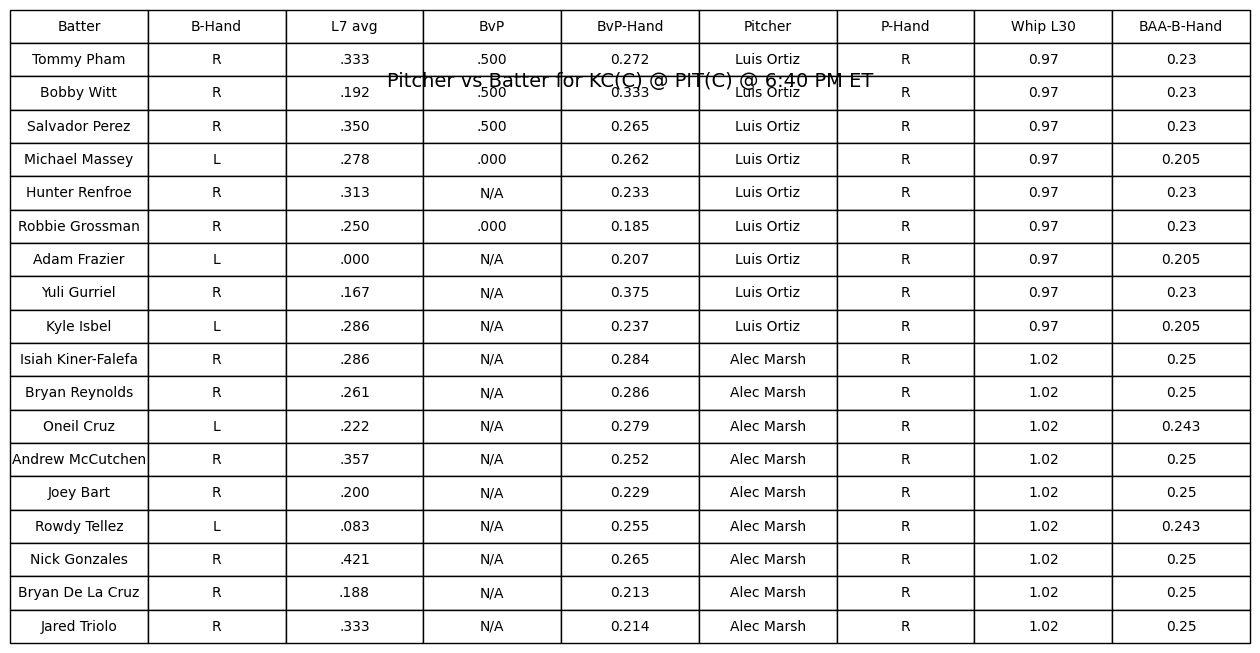 Batter B-Hand L7 avg BvP BvP-Hand Pitcher P-Hand Whip L30 BAA-B-Hand
Tommy Pham R .333 .500 0.272 Luis Ortiz R 0.97 0.23
Pitcher vs Batter for KC(C) @ PIT(C) @ 6:40 PM ET
Bobby Witt R .192 .500 0.333 Luis Ortiz R 0.97 0.23
Salvador Perez R .350 .500 0.265 Luis Ortiz R 0.97 0.23
Michael Massey L .278 .000 0.262 Luis Ortiz R 0.97 0.205
Hunter Renfroe R .313 N/A 0.233 Luis Ortiz R 0.97 0.23
Robbie Grossman R .250 .000 0.185 Luis Ortiz R 0.97 0.23
Adam Frazier L .000 N/A 0.207 Luis Ortiz R 0.97 0.205
Yuli Gurriel R .167 N/A 0.375 Luis Ortiz R 0.97 0.23
Kyle Isbel L .286 N/A 0.237 Luis Ortiz R 0.97 0.205
Isiah Kiner-Falefa R .286 N/A 0.284 Alec Marsh R 1.02 0.25
Bryan Reynolds R .261 N/A 0.286 Alec Marsh R 1.02 0.25
Oneil Cruz L .222 N/A 0.279 Alec Marsh R 1.02 0.243
Andrew McCutchen R .357 N/A 0.252 Alec Marsh R 1.02 0.25
Joey Bart R .200 N/A 0.229 Alec Marsh R 1.02 0.25
Rowdy Tellez L .083 N/A 0.255 Alec Marsh R 1.02 0.243
Nick Gonzales R .421 N/A 0.265 Alec Marsh R 1.02 0.25
Bryan De La Cruz R .188 N/A 0.213 Alec Marsh R 1.02 0.25
Jared Triolo R .333 N/A 0.214 Alec Marsh R 1.02 0.25